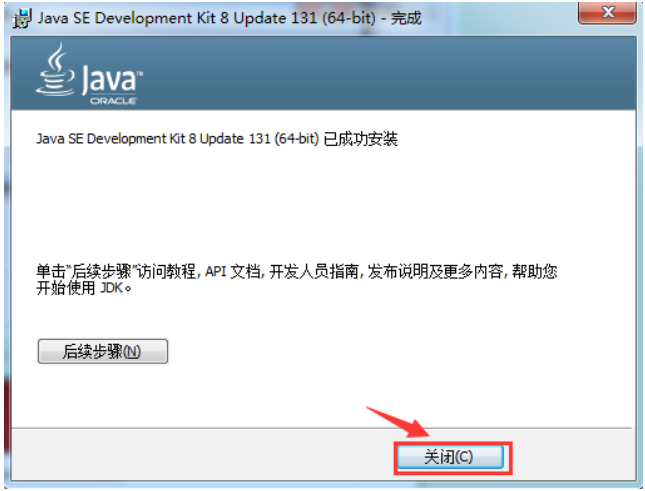 Java SE Development Kit 8 Update 131 (64-bit) - 完成
Java™
ORACLE
Java SE Development Kit 8 Update 131 (64-bit) 已成功安装
单击"后续步骤"访问教程, API 文档, 开发人员指南, 发布说明及更多内容, 帮助您
开始使用 JDK。
后续步骤(N)
关闭(C)